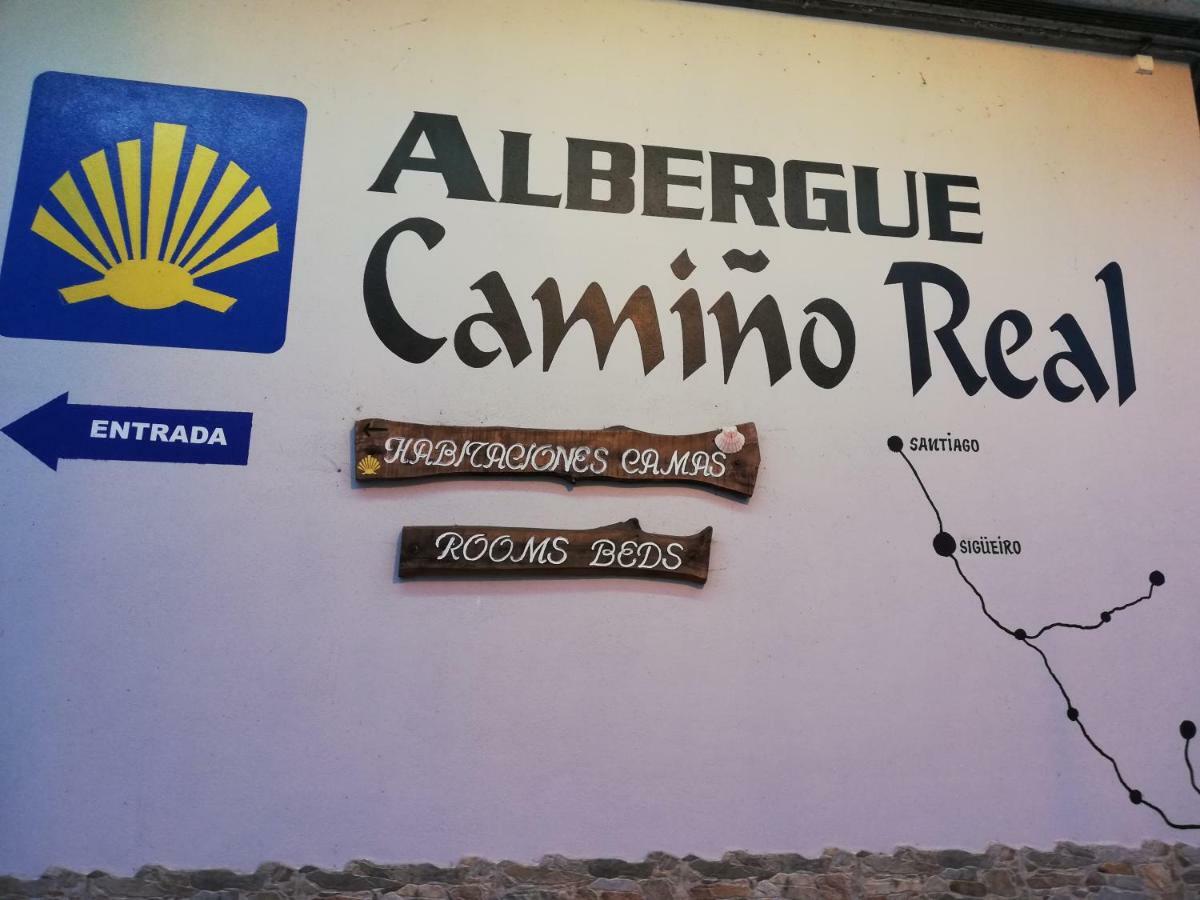 ALBERGUE
Camiño Real
ENTRADA
HABITACIONES CAMAS
ROOMS BEDS
SANTIAGO
SIGÜEIRO